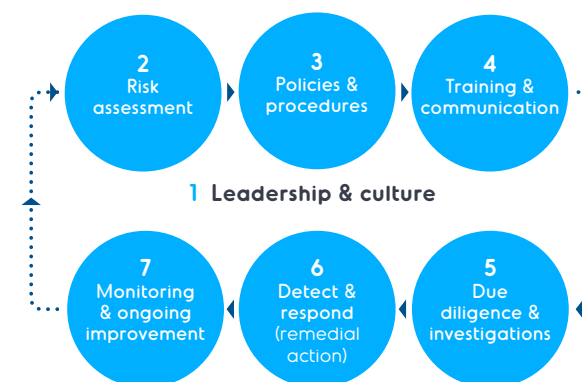 2
Risk
assessment
3
Policies &
procedures
4
Training &
communication
1 Leadership & culture
7
Monitoring
& ongoing
improvement
6
Detect &
respond
(remedial
action)
5
Due
diligence &
investigations